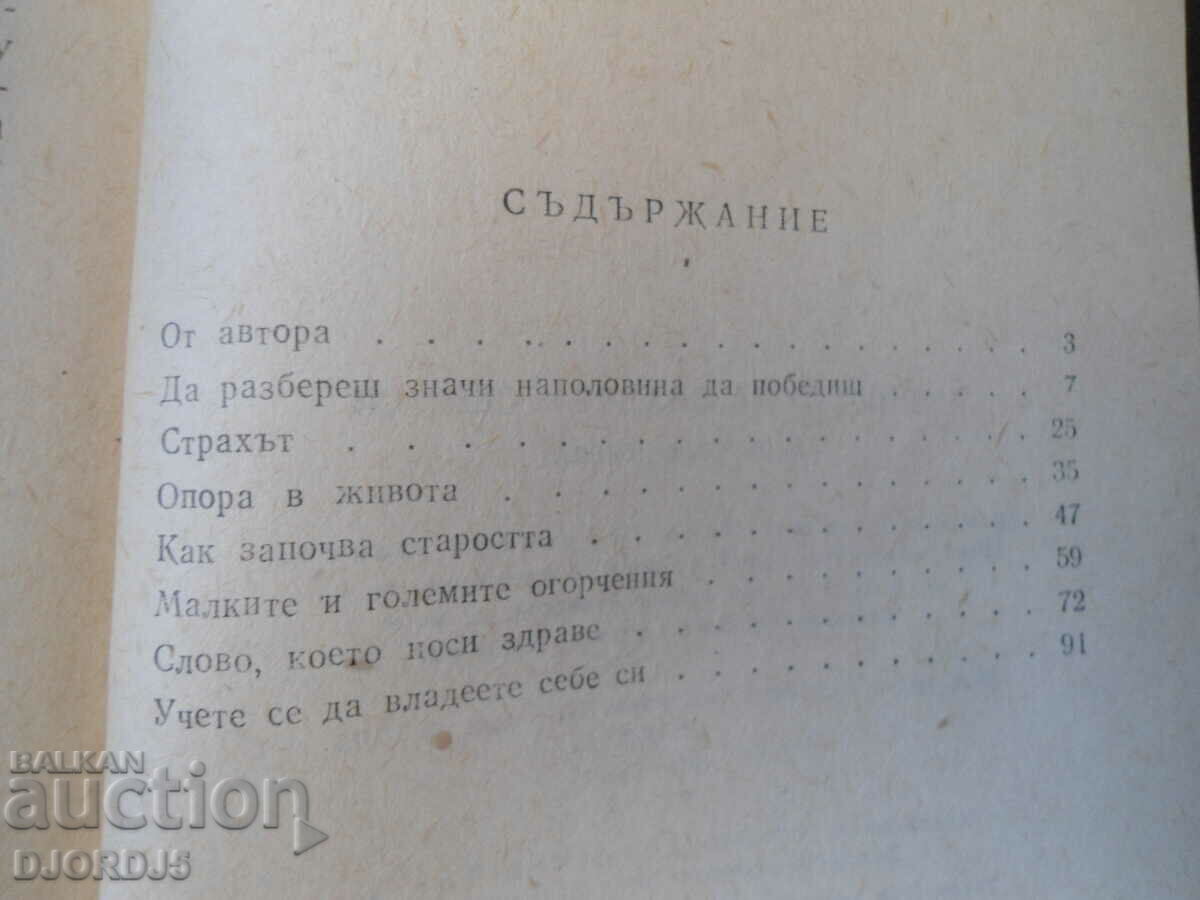 СЪДЪРЖАНИЕ
От автора . . . . . . . . . . . . . . . . . 3
Да разбереш значи наполовина да победиш . . . . . 7
Страхът . . . . . . . . . . . . . . . . . . 25
Опора в живота . . . . . . . . . . . . . . 35
Как започва старостта . . . . . . . . . . . 47
Малките и големите огорчения . . . . . . . . . 59
Слово, което носи здраве . . . . . . . . . . . 72
Учете се да владеете себе си . . . . . . . . . . 91
BALKAN
auction
DJORDJ5